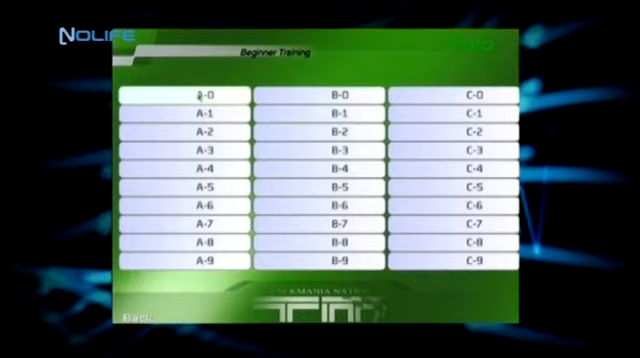 NOLIFE
Beginner Training
A-0 B-0 C-0
A-1 B-1 C-1
A-2 B-2 C-2
A-3 B-3 C-3
A-4 B-4 C-4
A-5 B-5 C-5
A-6 B-6 C-6
A-7 B-7 C-7
A-8 B-8 C-8
A-9 B-9 C-9
Back